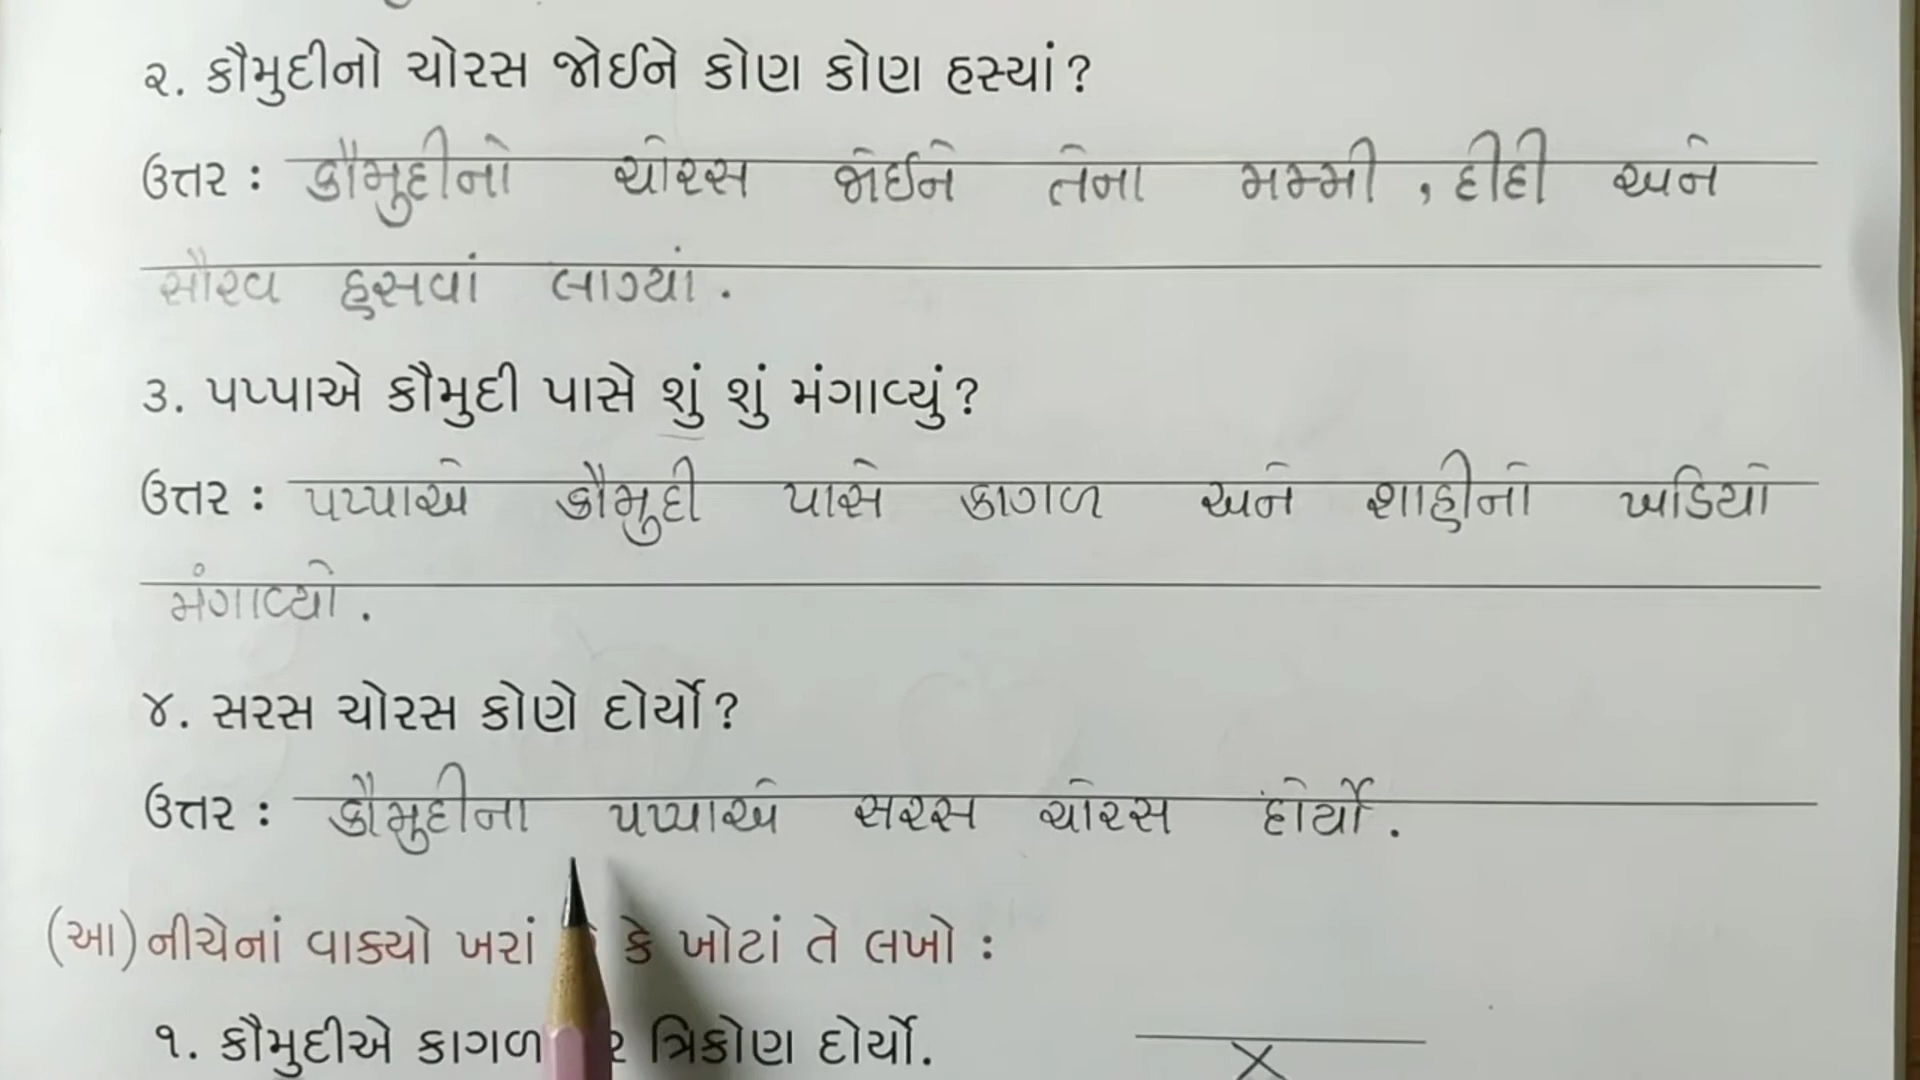 ૨. કૌમુદીનો ચોરસ જોઈને કોણ કોણ હસ્યાં?
ઉત્તર : કૌમુદીનો ચોરસ જોઈને તેના મમ્મી, દીદી અને
સૌરવ હસવાં લાગ્યાં.
૩. પપ્પાએ કૌમુદી પાસે શું શું મંગાવ્યું?
ઉત્તર : પપ્પાએ કૌમુદી પાસે કાગળ અને શાહીનો ખડિયો
મંગાવ્યો.
૪. સરસ ચોરસ કોણે દોર્યો?
ઉત્તર : કૌમુદીના પપ્પાએ સરસ ચોરસ દોર્યો.
(આ) નીચેનાં વાક્યો ખરાં કે ખોટાં તે લખો :
૧. કૌમુદીએ કાગળ ત્રિકોણ દોર્યો. ×